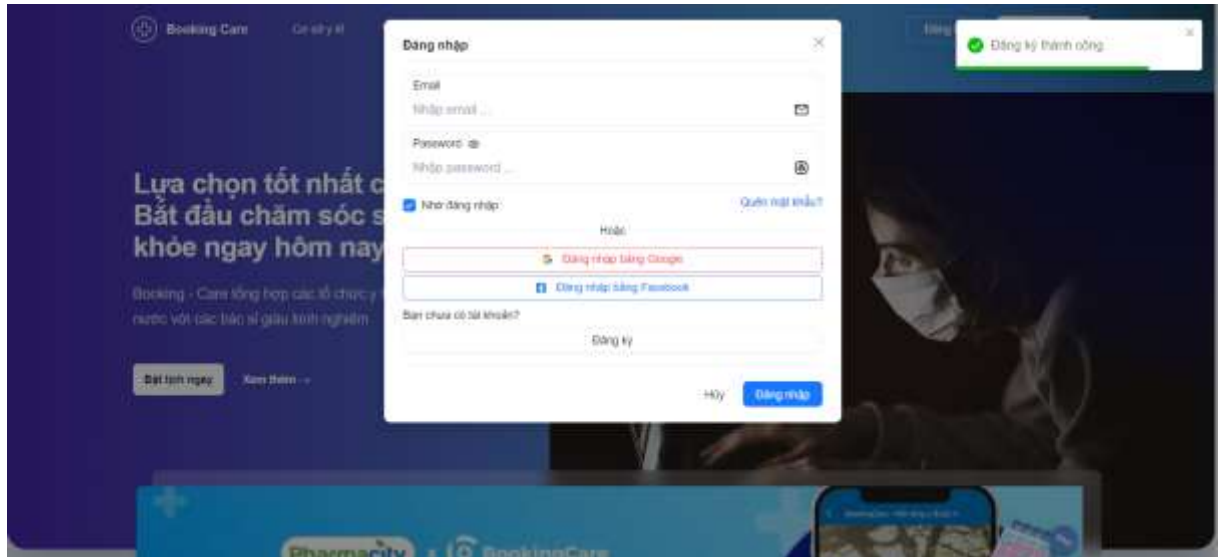 Booking Care
Cơ sở y tế
Đăng nhập
Đăng ký thành công
Email
Nhập email ...
Password
Nhập password ...
Nhớ đăng nhập
Quên mật khẩu?
Hoặc
Đăng nhập bằng Google
Đăng nhập bằng Facebook
Bạn chưa có tài khoản?
Đăng ký
Hủy
Đăng nhập
Lựa chọn tốt nhất c
Bắt đầu chăm sóc s
khỏe ngay hôm nay
Booking - Care tổng hợp các tổ chức y
nước với các bác sĩ giàu kinh nghiệm
Đặt lịch ngay
Xem thêm →
Pharmacity
BookingCare